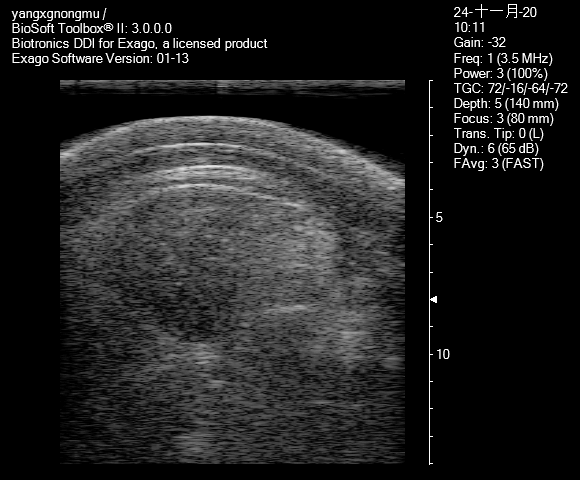 yangxgnongmu /
BioSoft Toolbox® II: 3.0.0.0
Biotronics DDI for Exago, a licensed product
Exago Software Version: 01-13
24-十一月-20
10:11
Gain: -32
Freq: 1 (3.5 MHz)
Power: 3 (100%)
TGC: 72/-16/-64/-72
Depth: 5 (140 mm)
Focus: 3 (80 mm)
Trans. Tip: 0 (L)
Dyn.: 6 (65 dB)
FAvg: 3 (FAST)
5
10